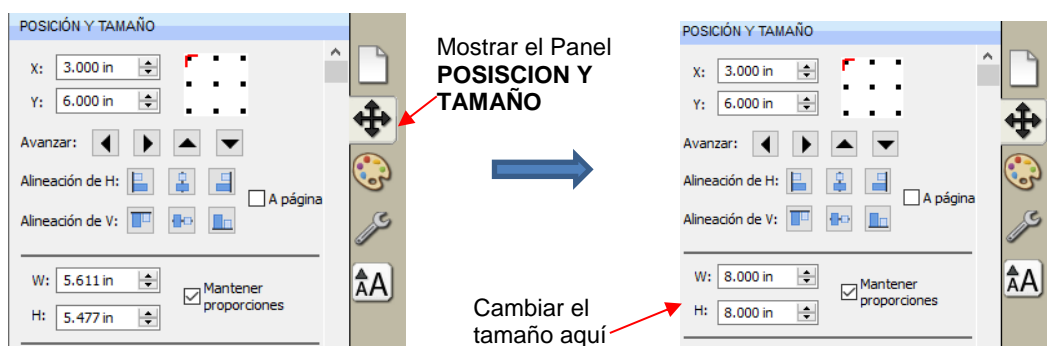 POSICIÓN Y TAMAÑO
X: 3.000 in
Y: 6.000 in
Avanzar:
Alineación de H:
A página
Alineación de V:
W: 5.611 in
Mantener
proporciones
H: 5.477 in
AA
Mostrar el Panel
POSISCION Y
TAMAÑO
Cambiar el
tamaño aquí
POSICIÓN Y TAMAÑO
X: 3.000 in
Y: 6.000 in
Avanzar:
Alineación de H:
A página
Alineación de V:
W: 8.000 in
Mantener
proporciones
H: 8.000 in
AA